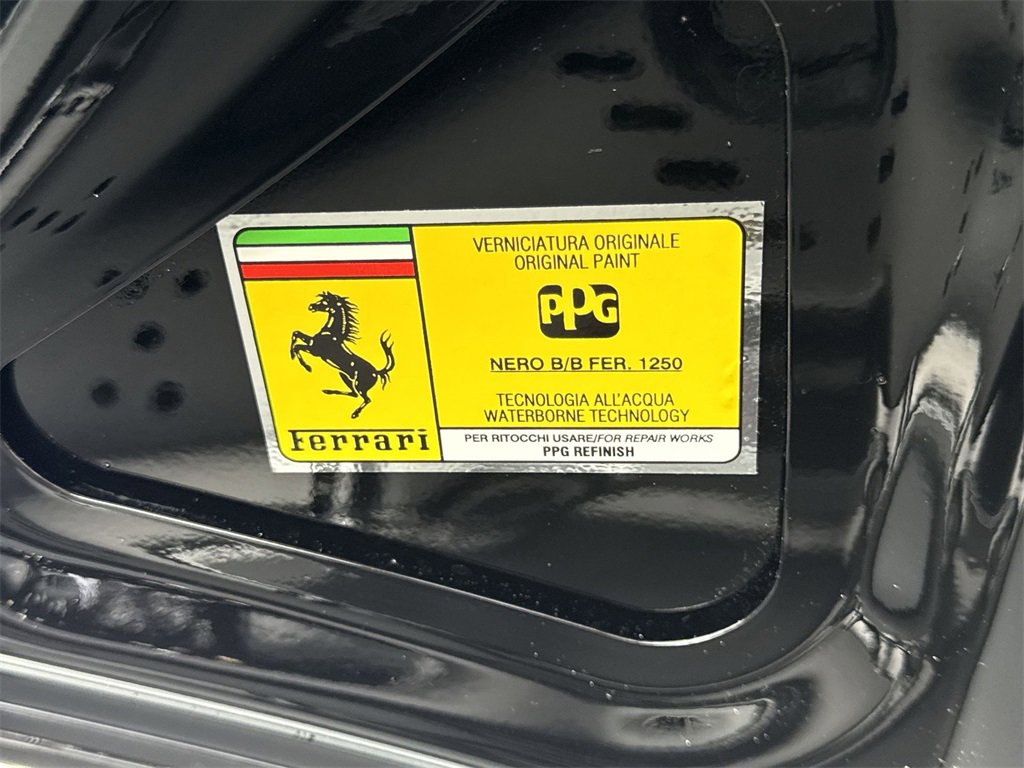 VERNICIATURA ORIGINALE
ORIGINAL PAINT
PPG
NERO B/B FER. 1250
TECNOLOGIA ALL'ACQUA
WATERBORNE TECHNOLOGY
Ferrari
PER RITOCCHI USARE/FOR REPAIR WORKS
PPG REFINISH